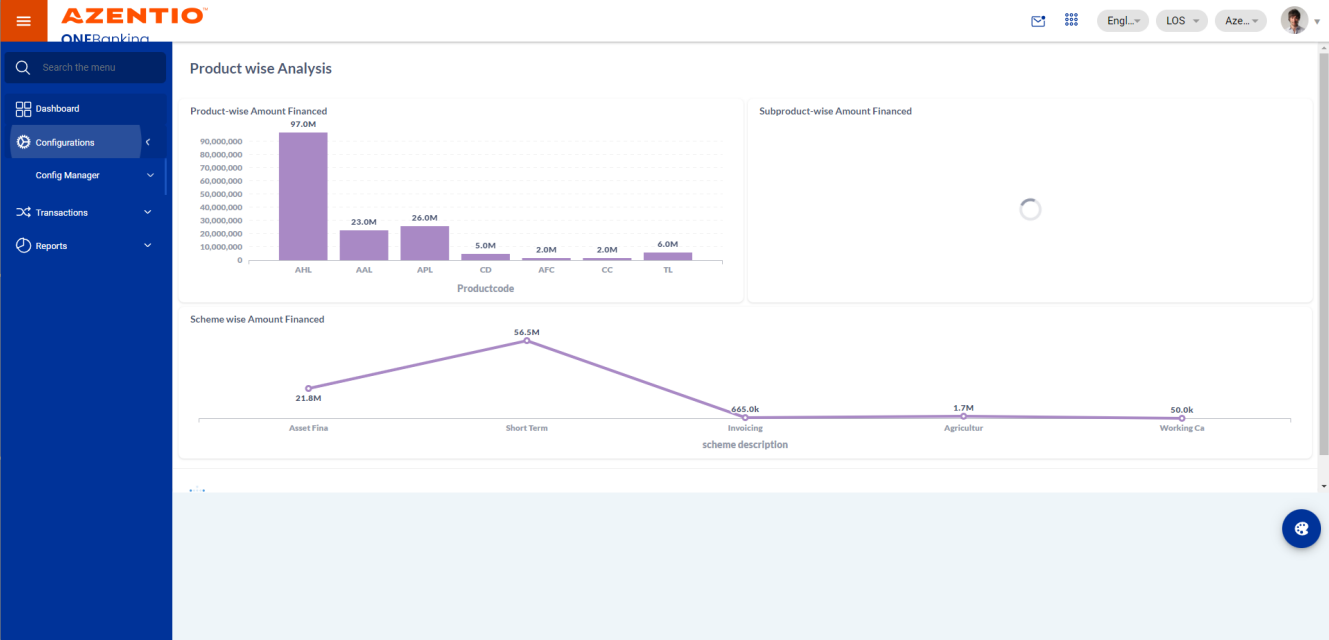 AZENTIO™
ONEBanking
Engl...
LOS
Aze...
Search the menu
Dashboard
Configurations
Config Manager
Transactions
Reports
Product wise Analysis
Product-wise Amount Financed
97.0M
90,000,000
80,000,000
70,000,000
60,000,000
50,000,000
40,000,000
30,000,000
20,000,000
10,000,000
0
23.0M
26.0M
5.0M
2.0M
2.0M
6.0M
AHL AAL APL CD AFC CC TL
Productcode
Subproduct-wise Amount Financed
Scheme wise Amount Financed
56.5M
21.8M
665.0k
1.7M
50.0k
Asset Fina Short Term Invoicing Agricultur Working Ca
scheme description